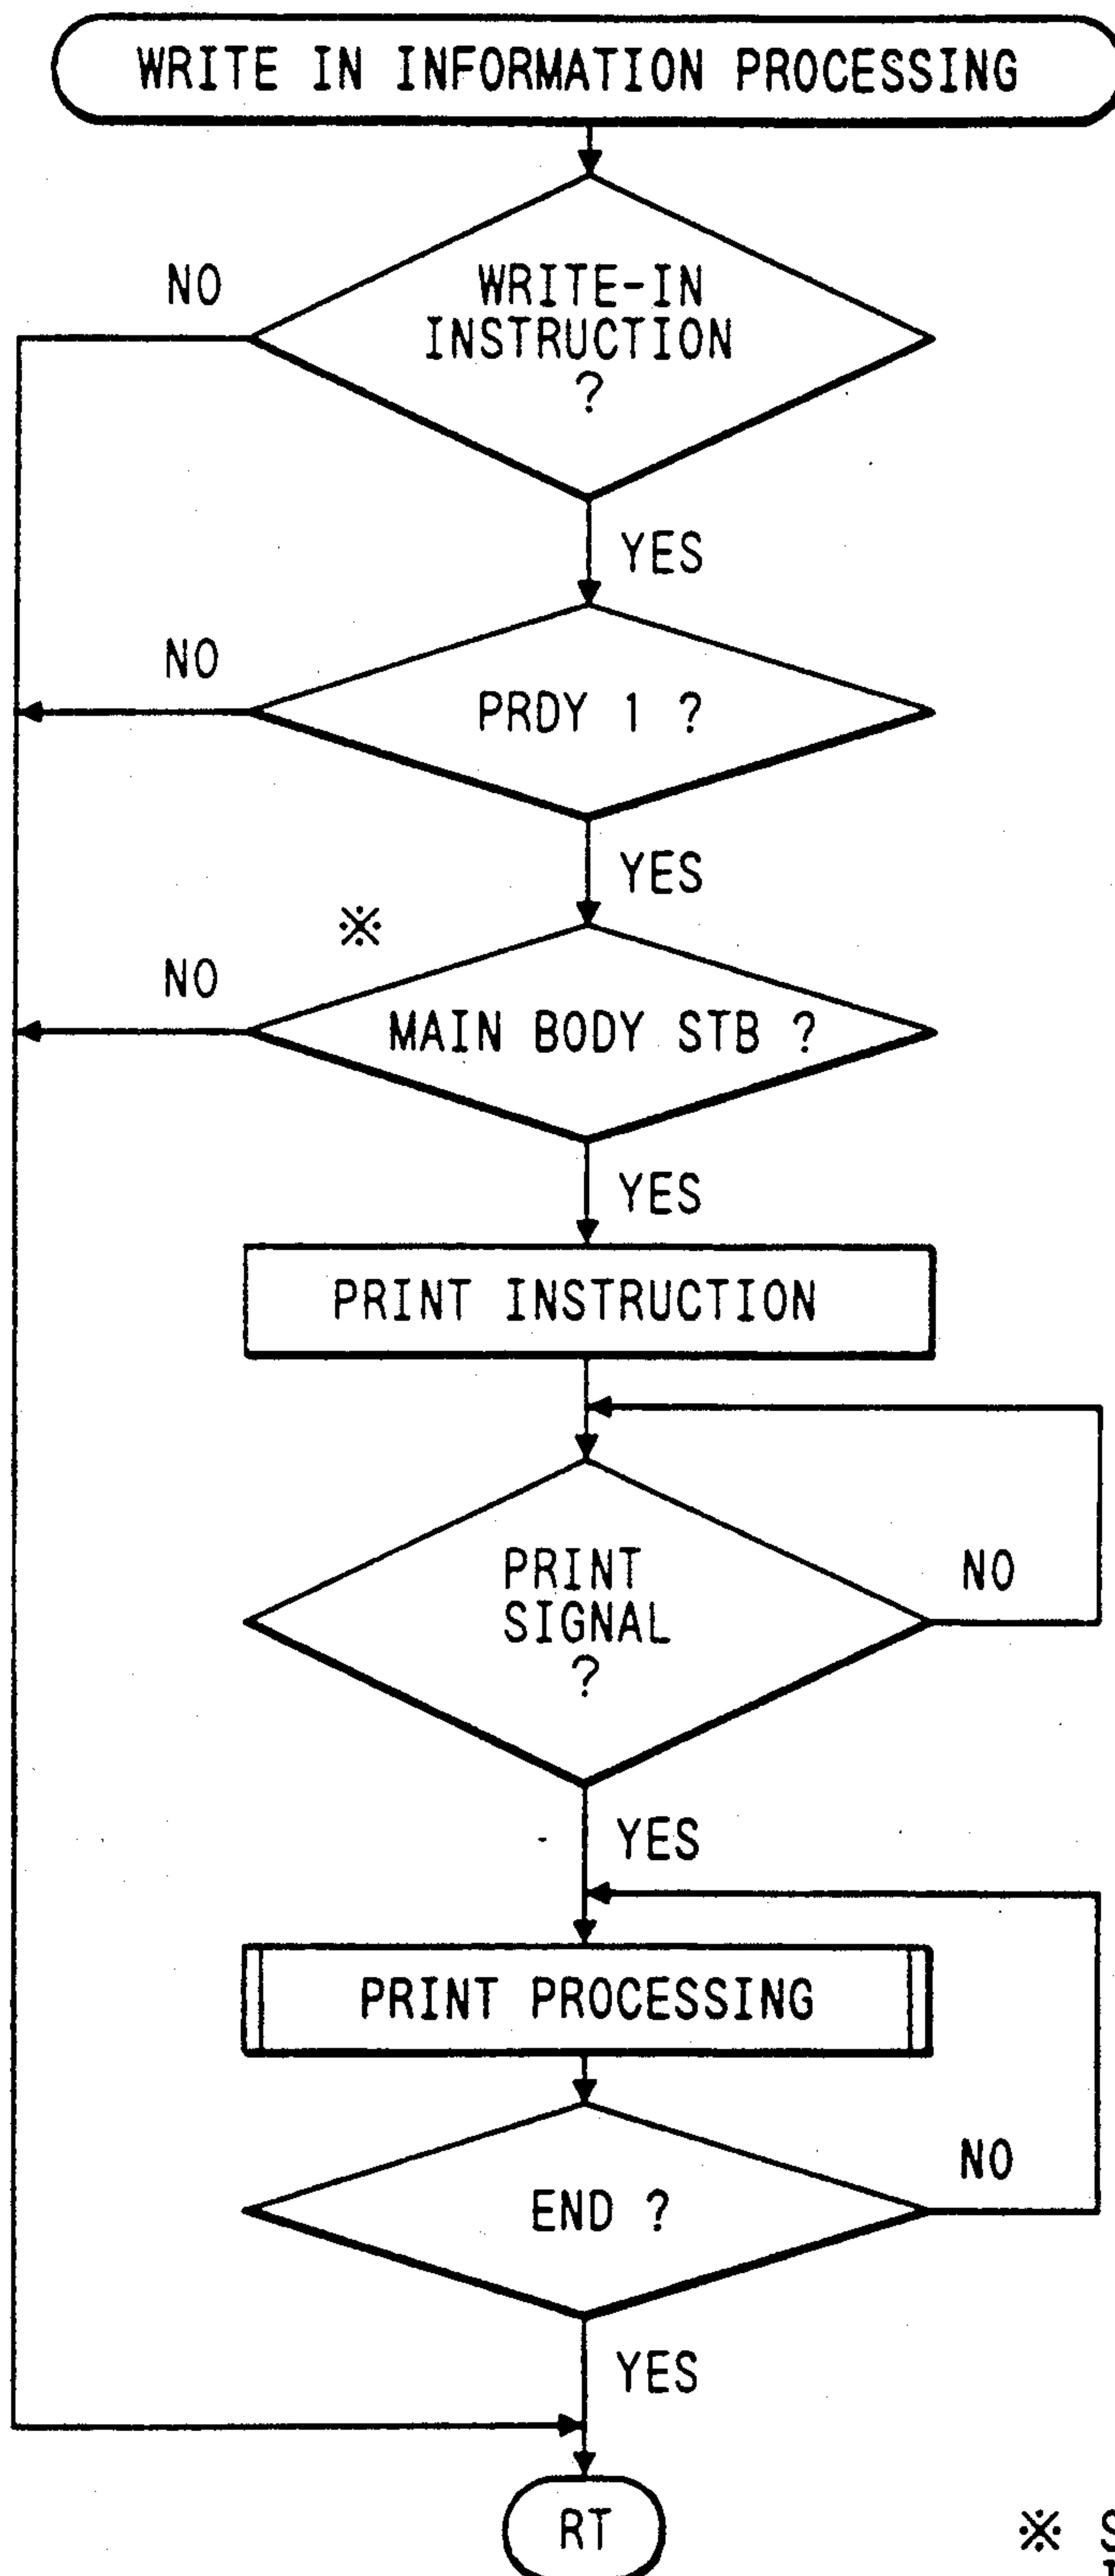 WRITE IN INFORMATION PROCESSING
NO
WRITE-IN
INSTRUCTION
?
YES
NO
PRDY 1 ?
YES
※
NO
MAIN BODY STB ?
YES
PRINT INSTRUCTION
PRINT
SIGNAL
?
NO
YES
PRINT PROCESSING
NO
END ?
YES
RT
※